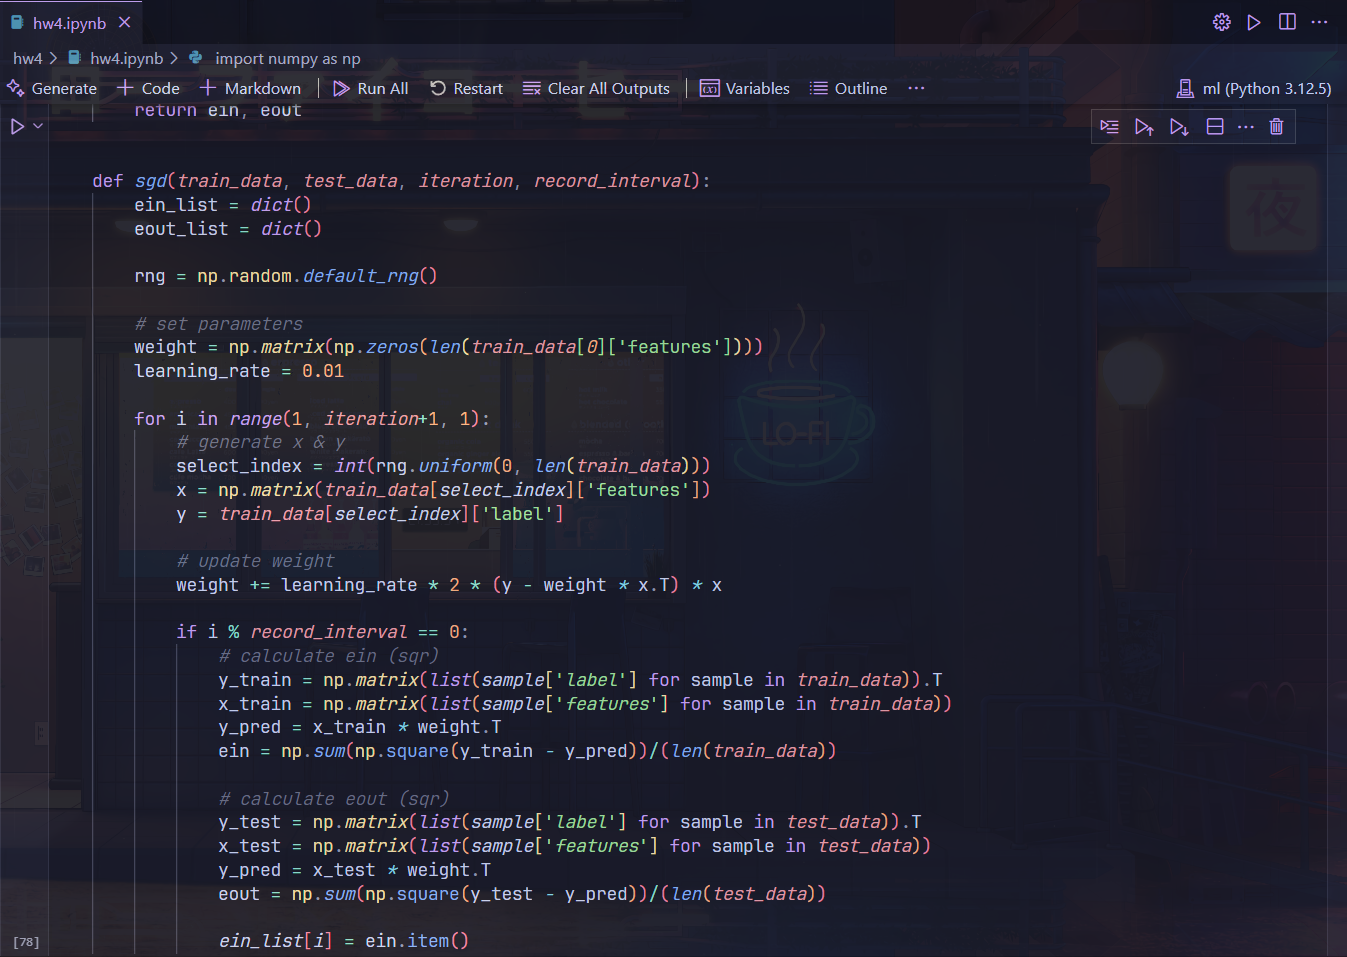 hw4.ipynb
hw4 > hw4.ipynb > import numpy as np
Generate + Code + Markdown | Run All Restart Clear All Outputs | Variables Outline ... ml (Python 3.12.5)
return ein, eout
def sgd(train_data, test_data, iteration, record_interval):
ein_list = dict()
eout_list = dict()
rng = np.random.default_rng()
# set parameters
weight = np.matrix(np.zeros(len(train_data[0]['features'])))
learning_rate = 0.01
for i in range(1, iteration+1, 1):
# generate x & y
select_index = int(rng.uniform(0, len(train_data)))
x = np.matrix(train_data[select_index]['features'])
y = train_data[select_index]['label']
# update weight
weight += learning_rate * 2 * (y - weight * x.T) * x
if i % record_interval == 0:
# calculate ein (sqr)
y_train = np.matrix(list(sample['label'] for sample in train_data)).T
x_train = np.matrix(list(sample['features'] for sample in train_data))
y_pred = x_train * weight.T
ein = np.sum(np.square(y_train - y_pred))/(len(train_data))
# calculate eout (sqr)
y_test = np.matrix(list(sample['label'] for sample in test_data)).T
x_test = np.matrix(list(sample['features'] for sample in test_data))
y_pred = x_test * weight.T
eout = np.sum(np.square(y_test - y_pred))/(len(test_data))
ein_list[i] = ein.item()
[78]
夜
LO-FI